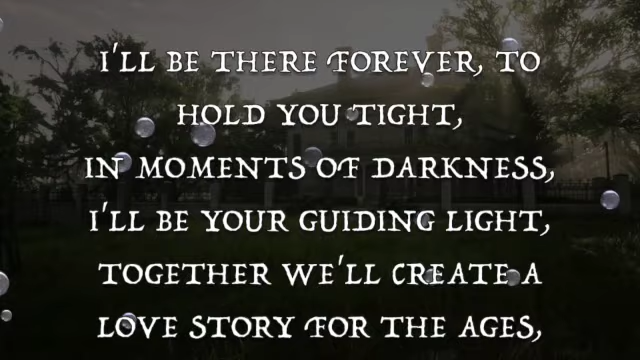 I'LL BE THERE FOREVER, TO
HOLD YOU TIGHT,
IN MOMENTS OF DARKNESS,
I'LL BE YOUR GUIDING LIGHT,
TOGETHER WE'LL CREATE A
LOVE STORY FOR THE AGES,